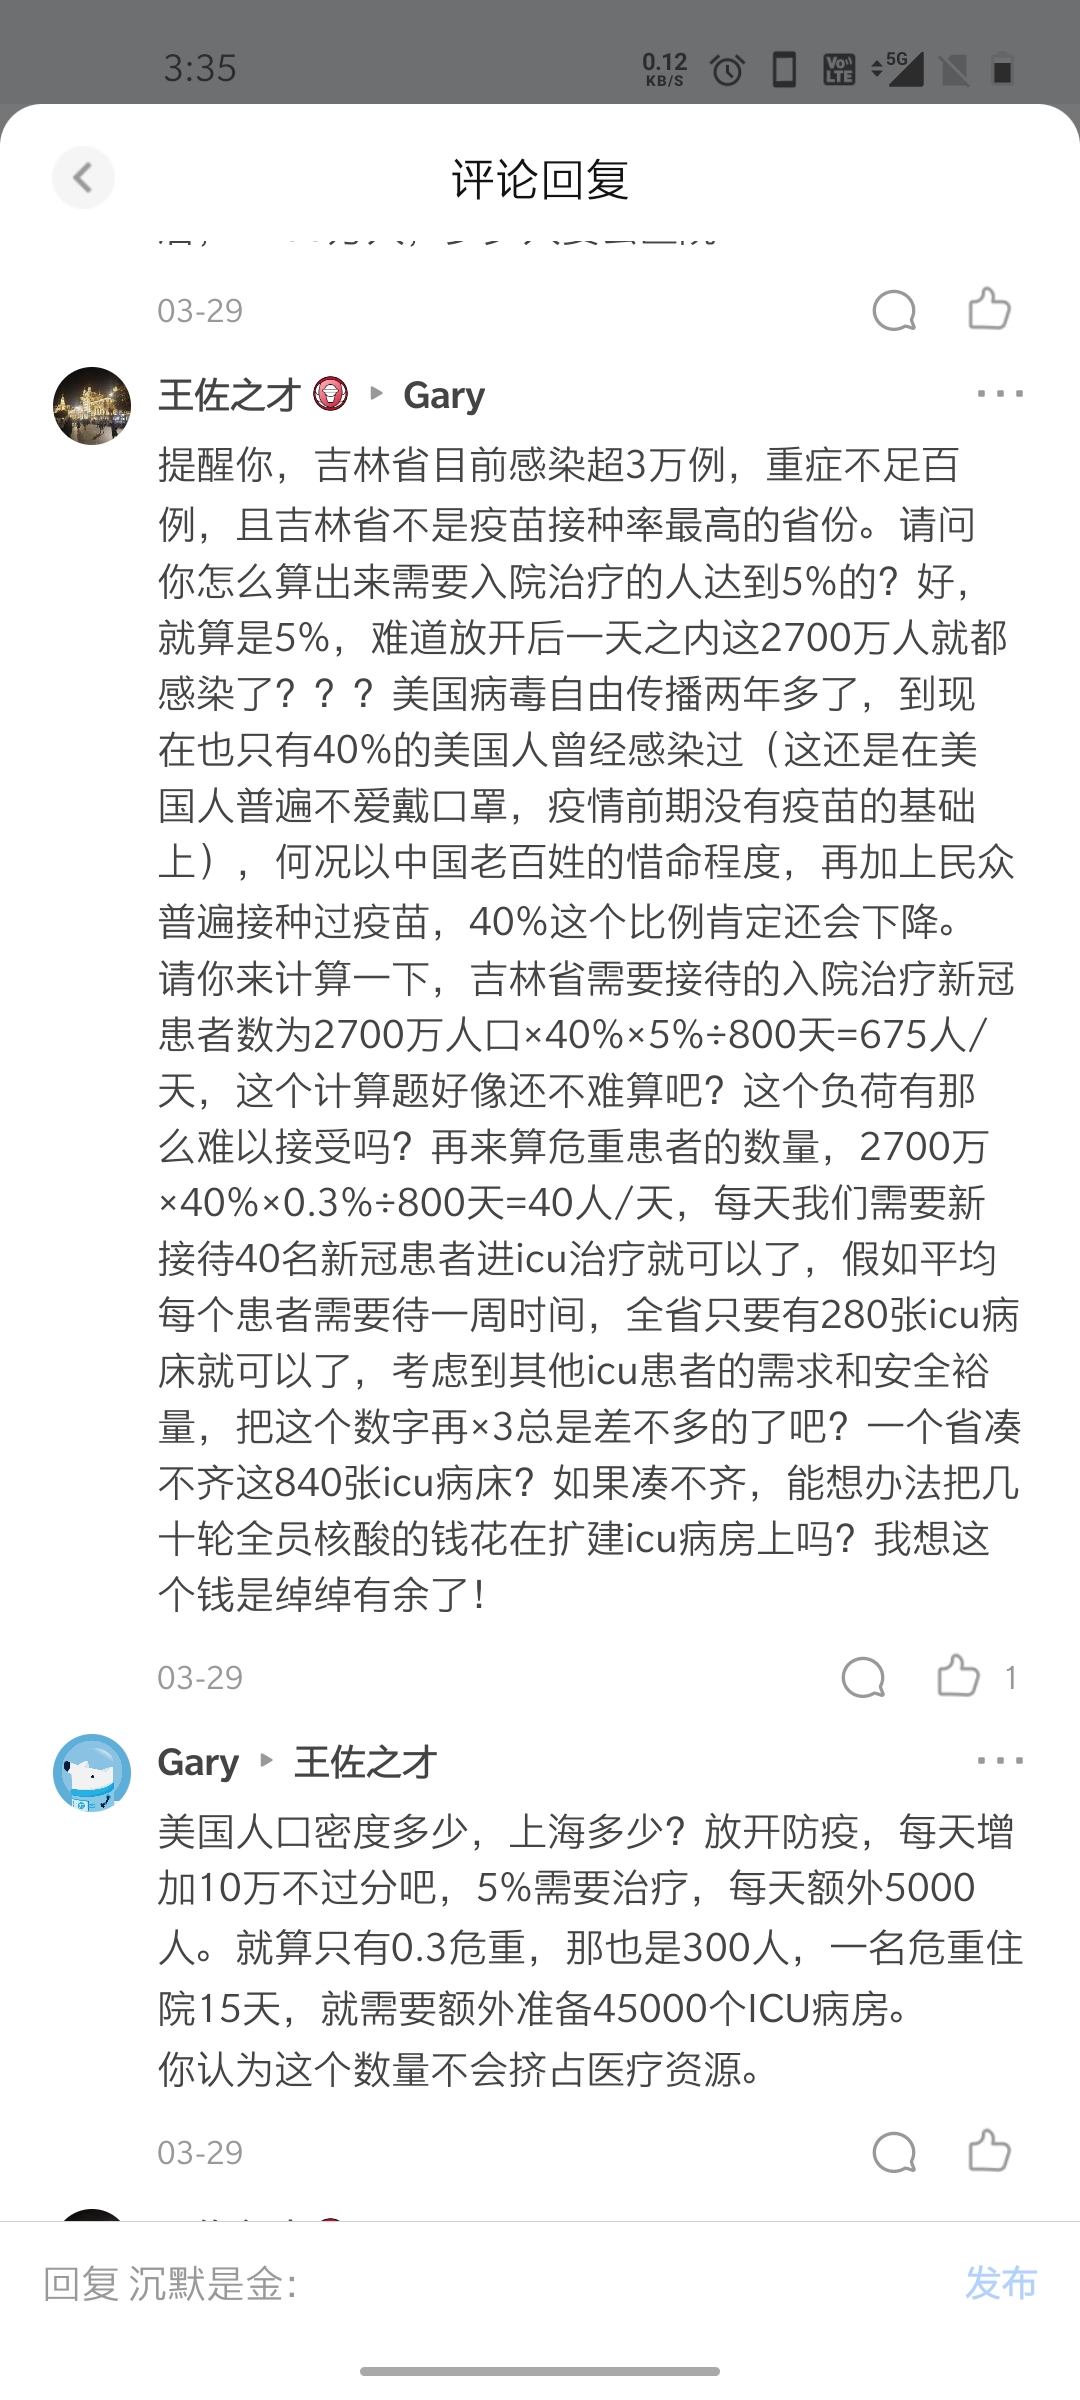 3:35
0.12
KB/S
Vo))
LTE
5G
评论回复
03-29
王佐之才 Gary
提醒你，吉林省目前感染超3万例，重症不足百
例，且吉林省不是疫苗接种率最高的省份。请问
你怎么算出来需要入院治疗的人达到5%的？好，
就算是5%，难道放开后一天之内这2700万人就都
感染了？？？美国病毒自由传播两年多了，到现
在也只有40%的美国人曾经感染过（这还是在美
国人普遍不爱戴口罩，疫情前期没有疫苗的基础
上），何况以中国老百姓的惜命程度，再加上民众
普遍接种过疫苗，40%这个比例肯定还会下降。
请你来计算一下，吉林省需要接待的入院治疗新冠
患者数为2700万人口×40%×5%÷800天=675人/
天，这个计算题好像还不难算吧？这个负荷有那
么难以接受吗？再来算危重患者的数量，2700万
×40%×0.3%÷800天=40人/天，每天我们需要新
接待40名新冠患者进icu治疗就可以了，假如平均
每个患者需要待一周时间，全省只要有280张icu病
床就可以了，考虑到其他icu患者的需求和安全裕
量，把这个数字再×3总是差不多的了吧？一个省凑
不齐这840张icu病床？如果凑不齐，能想办法把几
十轮全员核酸的钱花在扩建icu病房上吗？我想这
个钱是绰绰有余了！
03-29
1
Gary 王佐之才
美国人口密度多少，上海多少？放开防疫，每天增
加10万不过分吧，5%需要治疗，每天额外5000
人。就算只有0.3危重，那也是300人，一名危重住
院15天，就需要额外准备45000个ICU病房。
你认为这个数量不会挤占医疗资源。
03-29
回复 沉默是金：
发布